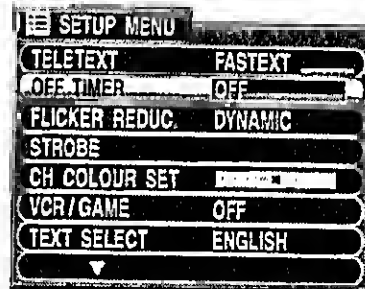 SETUP MENU
TELETEXT FASTEXT
OFF TIMER OFF
FLICKER REDUC. DYNAMIC
STROBE
CH COLOUR SET
VCR/GAME OFF
TEXT SELECT ENGLISH